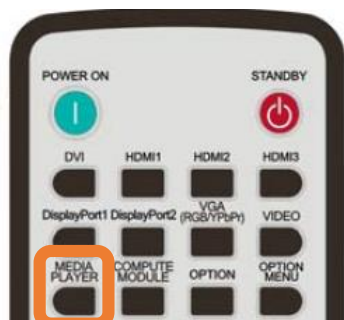 POWER ON STANDBY
DVI HDMI1 HDMI2 HDMI3
DisplayPort1 DisplayPort2 VGA (RGB/YPbPr) VIDEO
MEDIA PLAYER COMPUTE MODULE OPTION OPTION MENU